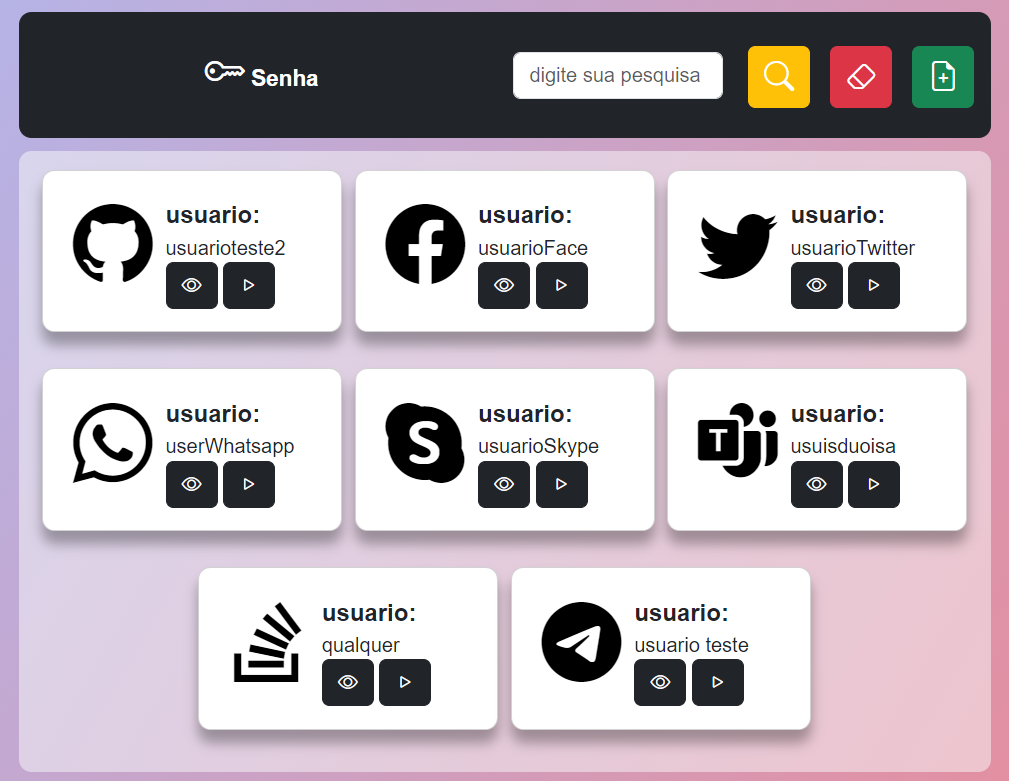 Senha
digite sua pesquisa
usuario:
usuarioteste2
usuario:
usuarioFace
usuario:
usuarioTwitter
usuario:
userWhatsapp
usuario:
usuarioSkype
usuario:
usuisduoisa
usuario:
qualquer
usuario:
usuario teste